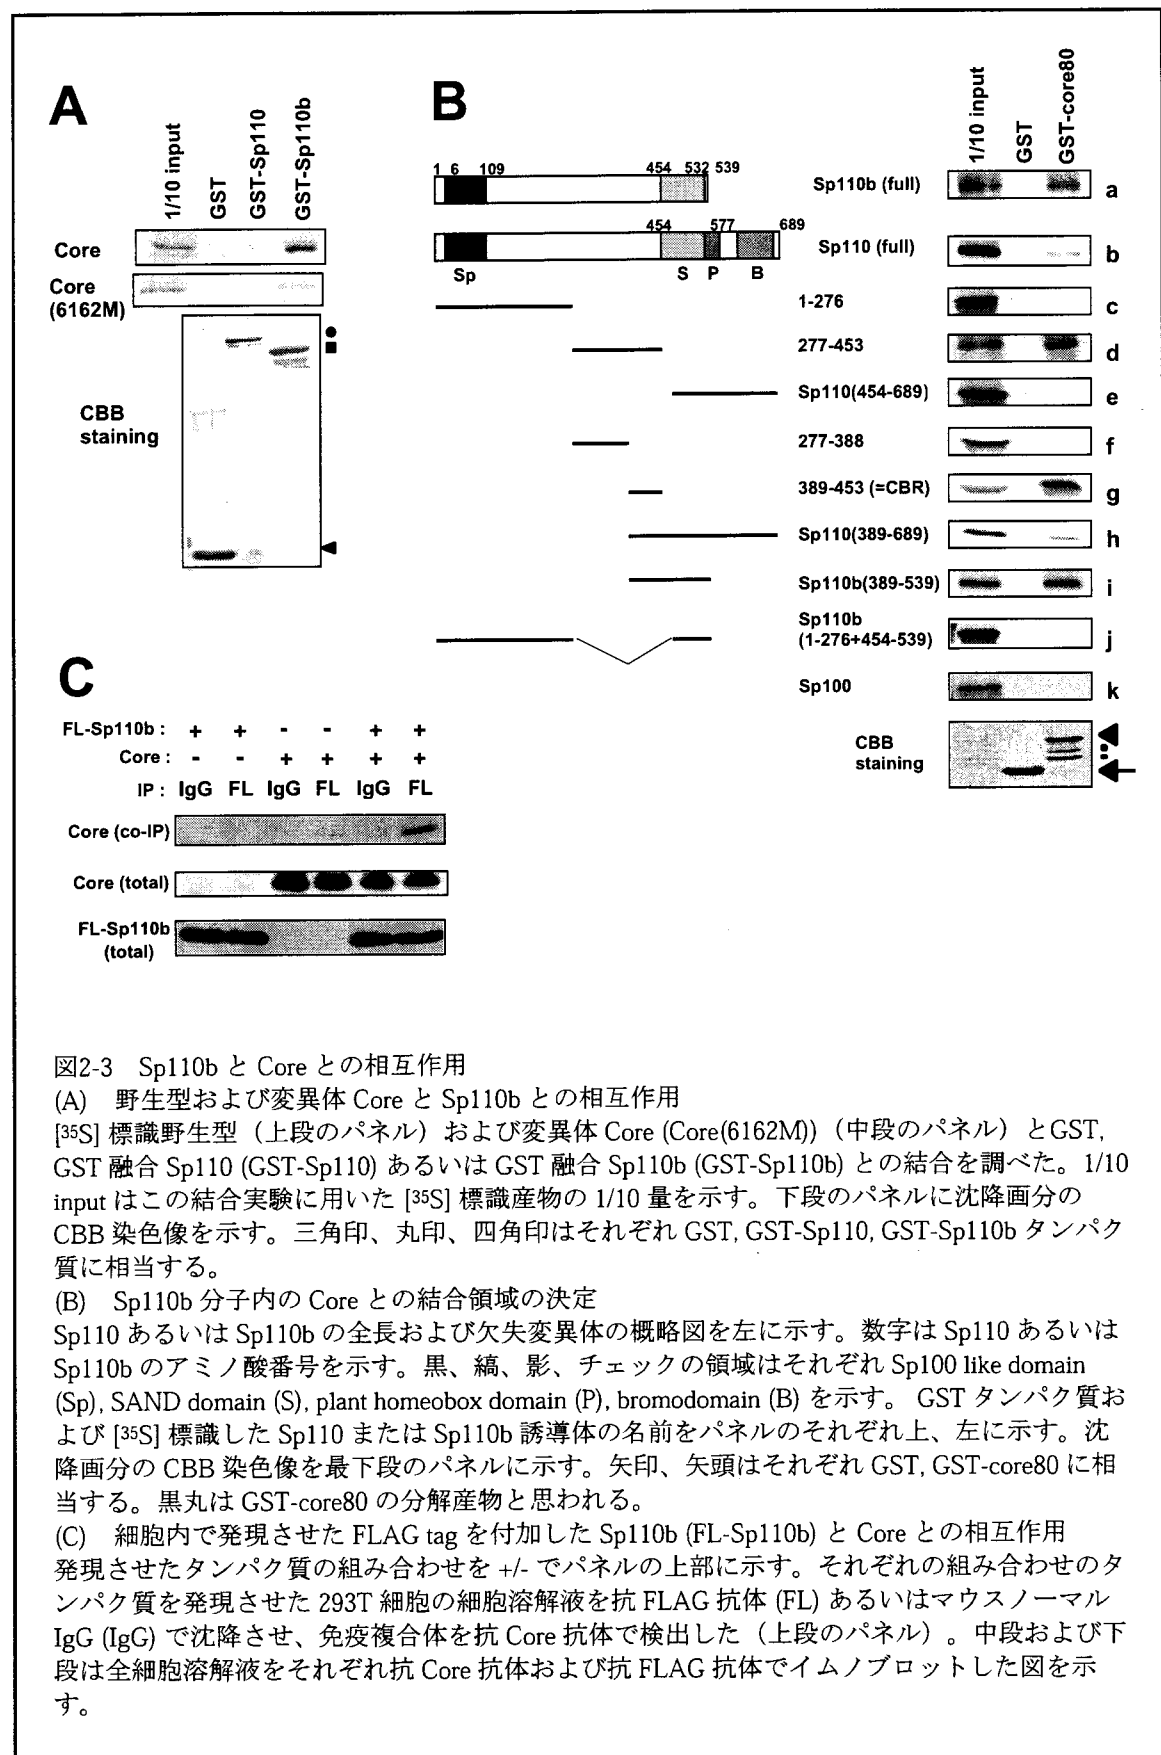 A
1/10 input
GST
GST-Sp110
GST-Sp110b
Core
Core
(6162M)
CBB
staining
B
1 6 109 454 532 539
454 577 689
Sp S P B
1/10 input
GST
GST-core80
Sp110b (full) a
Sp110 (full) b
1-276 c
277-453 d
Sp110(454-689) e
277-388 f
389-453 (=CBR) g
Sp110(389-689) h
Sp110b(389-539) i
Sp110b
(1-276+454-539) j
Sp100 k
CBB
staining
C
FL-Sp110b : + + - - + +
Core : - - + + + +
IP : IgG FL IgG FL IgG FL
Core (co-IP)
Core (total)
FL-Sp110b
(total)
図2-3 Sp110b と Core との相互作用
(A) 野生型および変異体 Core と Sp110b との相互作用
[35S] 標識野生型（上段のパネル）および変異体 Core (Core(6162M)) （中段のパネル）とGST,
GST 融合 Sp110 (GST-Sp110) あるいは GST 融合 Sp110b (GST-Sp110b) との結合を調べた。1/10
input はこの結合実験に用いた [35S] 標識産物の 1/10 量を示す。下段のパネルに沈降画分の
CBB 染色像を示す。三角印、丸印、四角印はそれぞれ GST, GST-Sp110, GST-Sp110b タンパク
質に相当する。
(B) Sp110b 分子内の Core との結合領域の決定
Sp110 あるいは Sp110b の全長および欠失変異体の概略図を左に示す。数字は Sp110 あるいは
Sp110b のアミノ酸番号を示す。黒、縞、影、チェックの領域はそれぞれ Sp100 like domain
(Sp), SAND domain (S), plant homeobox domain (P), bromodomain (B) を示す。 GST タンパク質お
よび [35S] 標識した Sp110 または Sp110b 誘導体の名前をパネルのそれぞれ上、左に示す。沈
降画分の CBB 染色像を最下段のパネルに示す。矢印、矢頭はそれぞれ GST, GST-core80 に相
当する。黒丸は GST-core80 の分解産物と思われる。
(C) 細胞内で発現させた FLAG tag を付加した Sp110b (FL-Sp110b) と Core との相互作用
発現させたタンパク質の組み合わせを +/- でパネルの上部に示す。それぞれの組み合わせのタ
ンパク質を発現させた 293T 細胞の細胞溶解液を抗 FLAG 抗体 (FL) あるいはマウスノーマル
IgG (IgG) で沈降させ、免疫複合体を抗 Core 抗体で検出した（上段のパネル）。中段および下
段は全細胞溶解液をそれぞれ抗 Core 抗体および抗 FLAG 抗体でイムノブロットした図を示
す。